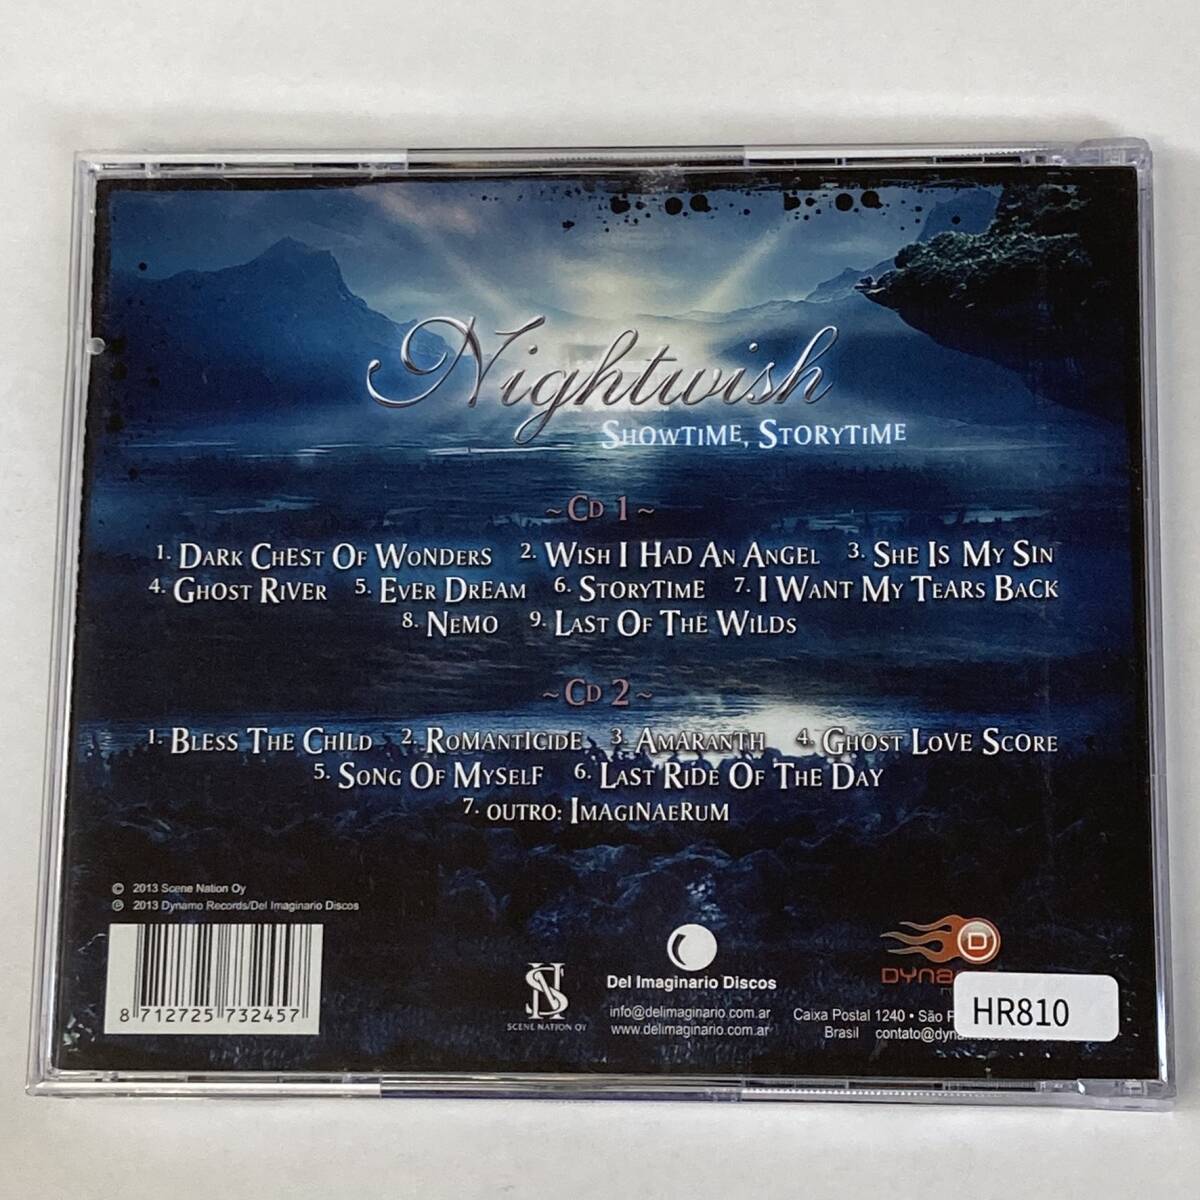 Nightwish
Showtime, Storytime
~ CD 1 ~
1. Dark Chest Of Wonders 2. Wish I Had An Angel 3. She Is My Sin
4. Ghost River 5. Ever Dream 6. Storytime 7. I Want My Tears Back
8. Nemo 9. Last Of The Wilds
~ CD 2 ~
1. Bless The Child 2. Romanticide 3. Amaranth 4. Ghost Love Score
5. Song Of Myself 6. Last Ride Of The Day
7. outro: Imaginaerum
© 2013 Scene Nation Oy
℗ 2013 Dynamo Records/Del Imaginario Discos
8 712725 732457
SCENE NATION OY
Del Imaginario Discos
info@delimaginario.com.ar
www.delimaginario.com.ar
D
Caixa Postal 1240 • São
Brasil
HR810